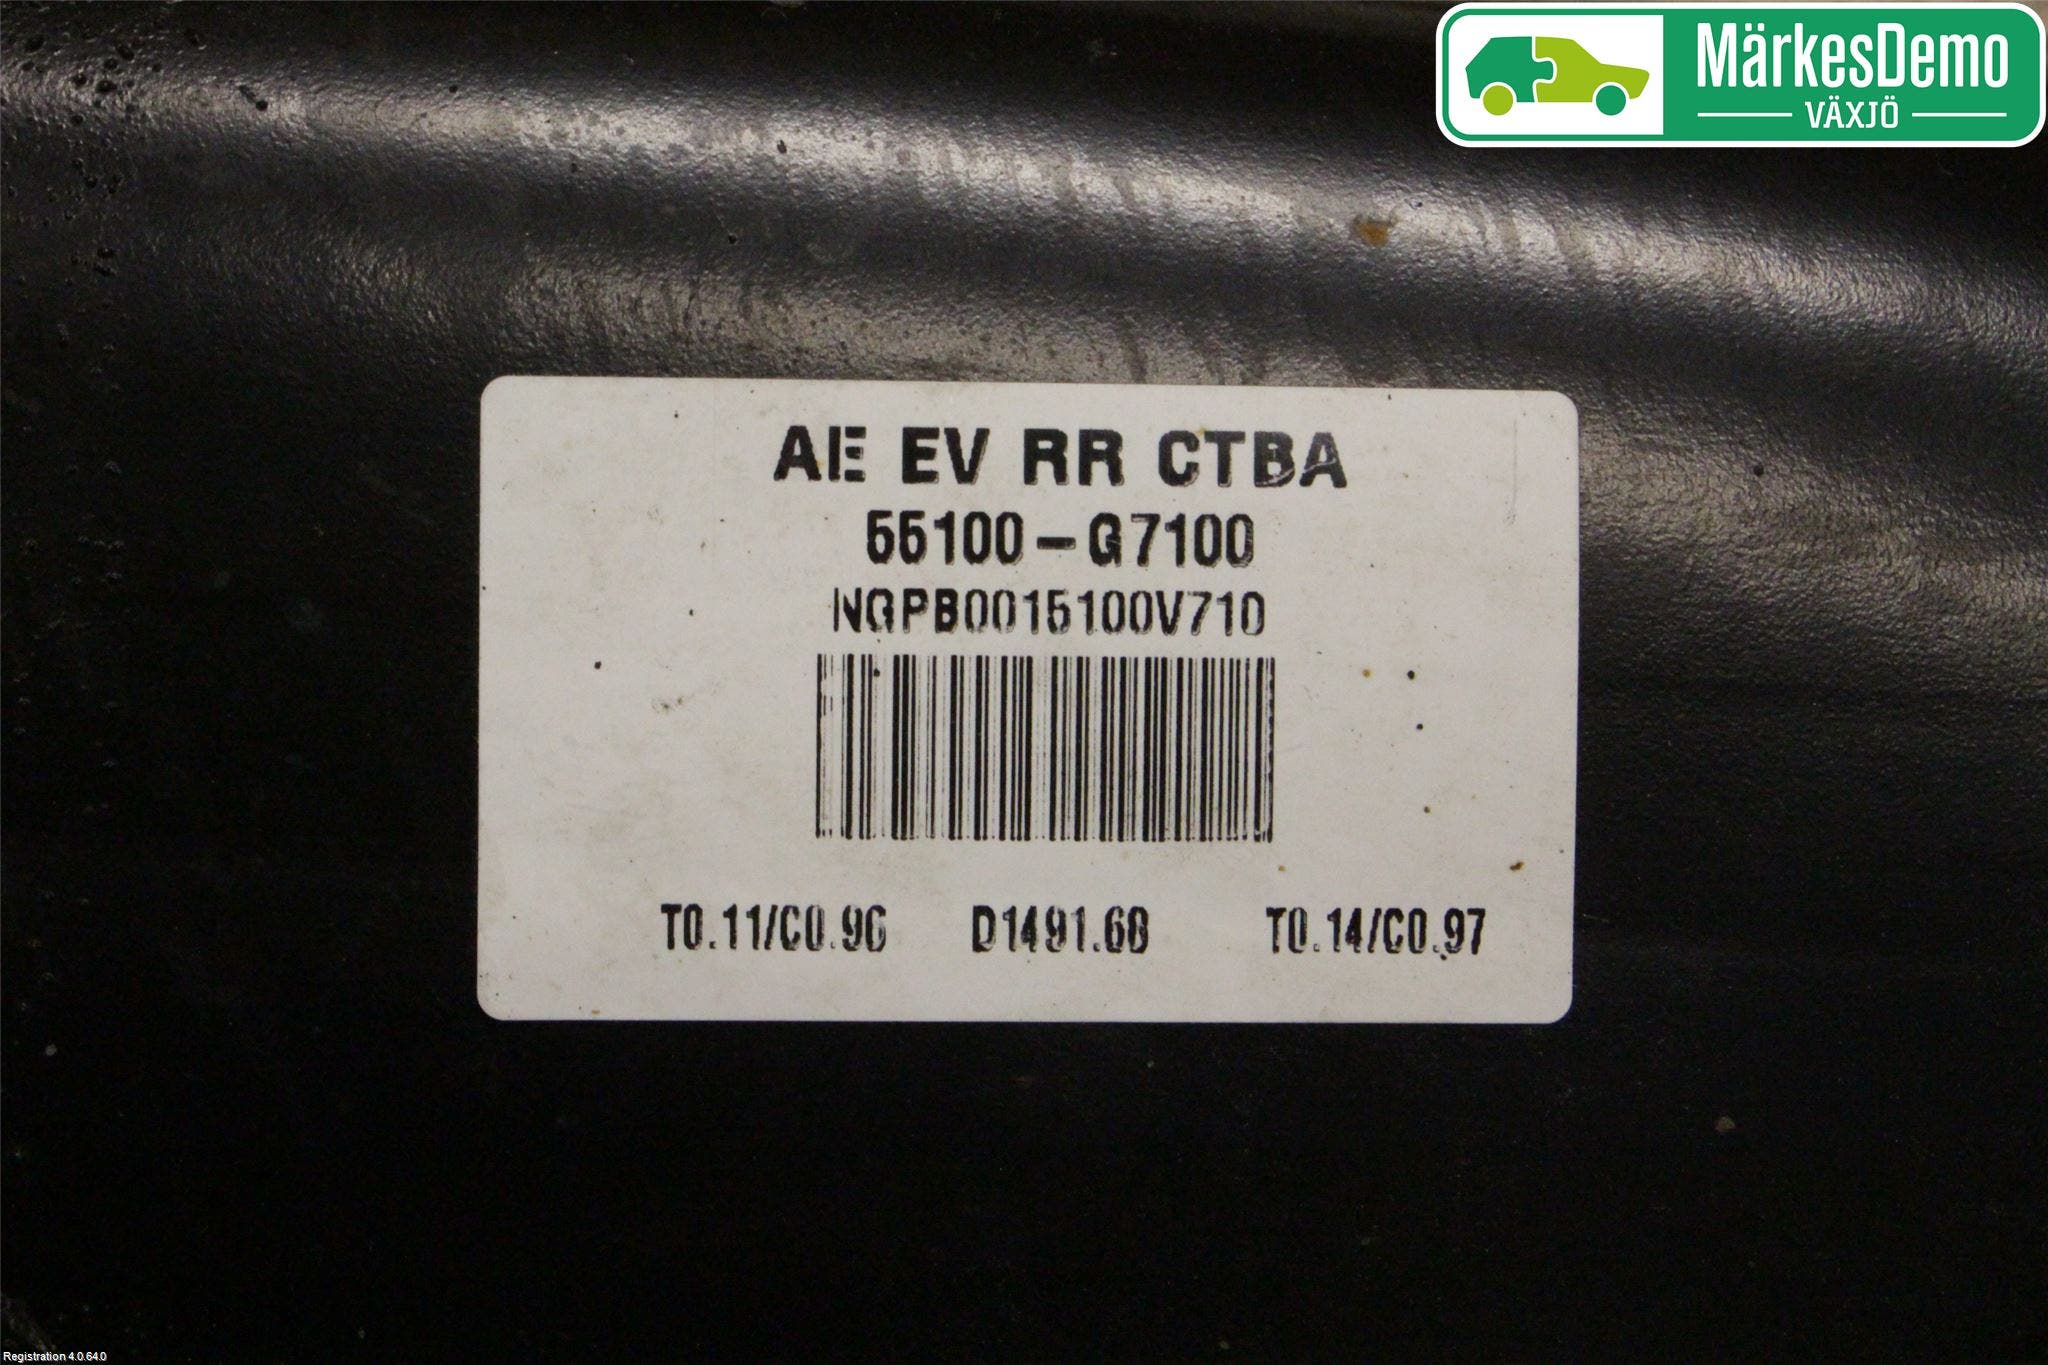 MärkesDemo
VÄXJÖ
AE EV RR CTBA
55100-G7100
NGPB0015100V710
T0.11/C0.96 D1491.68 T0.14/C0.97
Registration 4.0.64.0